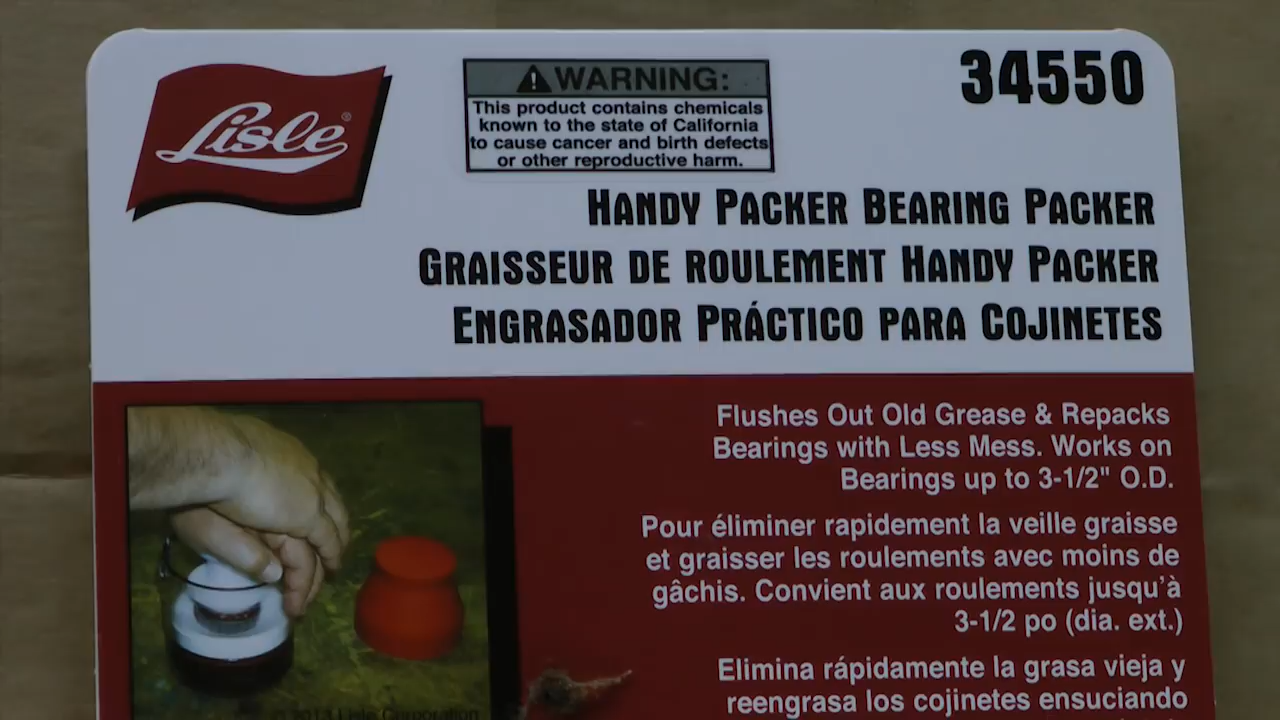 Lisle®
WARNING:
This product contains chemicals
known to the state of California
to cause cancer and birth defects
or other reproductive harm.
34550
HANDY PACKER BEARING PACKER
GRAISSEUR DE ROULEMENT HANDY PACKER
ENGRASADOR PRÁCTICO PARA COJINETES
Flushes Out Old Grease & Repacks
Bearings with Less Mess. Works on
Bearings up to 3-1/2" O.D.
Pour éliminer rapidement la veille graisse
et graisser les roulements avec moins de
gâchis. Convient aux roulements jusqu'à
3-1/2 po (dia. ext.)
Elimina rápidamente la grasa vieja y
reengrasa los cojinetes ensuciando
© 2013 Lisle Corporation